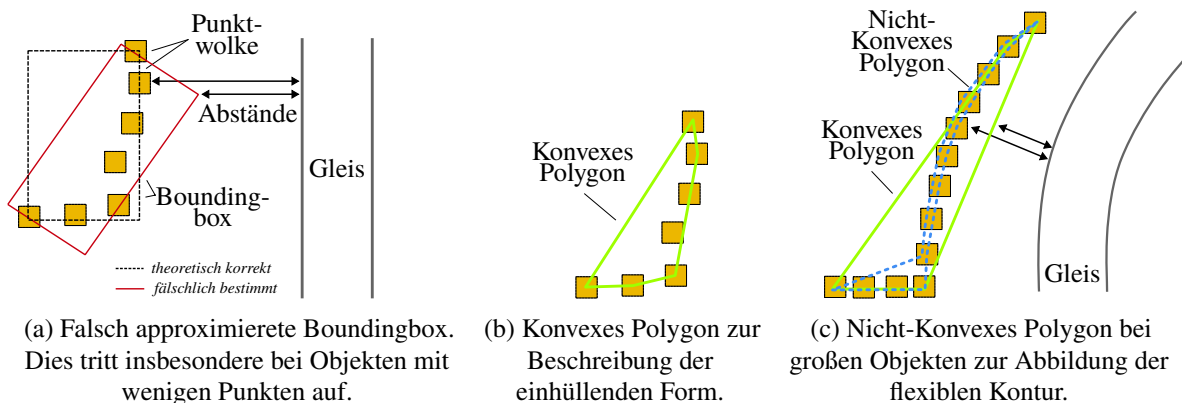 Punkt-
wolke
Abstände
Gleis
Bounding-
box
theoretisch korrekt
fälschlich bestimmt
(a) Falsch approximierete Boundingbox.
Dies tritt insbesondere bei Objekten mit
wenigen Punkten auf.
Konvexes
Polygon
(b) Konvexes Polygon zur
Beschreibung der
einhüllenden Form.
Nicht-
Konvexes
Polygon
Konvexes
Polygon
Gleis
(c) Nicht-Konvexes Polygon bei
großen Objekten zur Abbildung der
flexiblen Kontur.